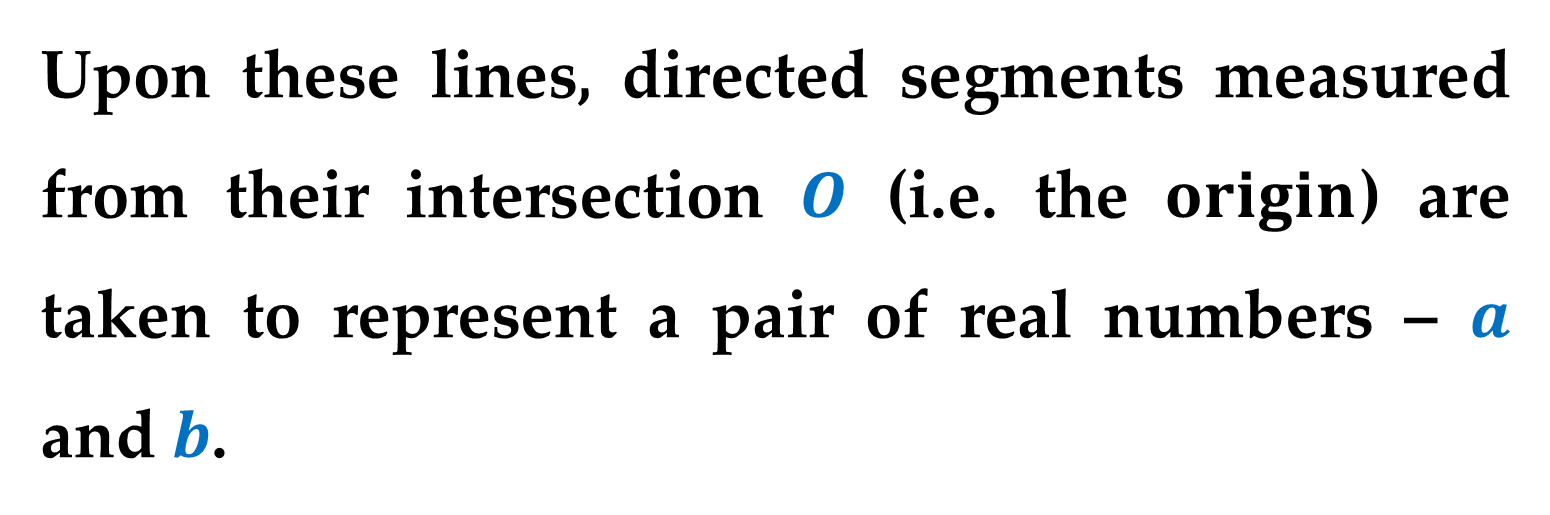 Upon these lines, directed segments measured
from their intersection O (i.e. the origin) are
taken to represent a pair of real numbers – a
and b.